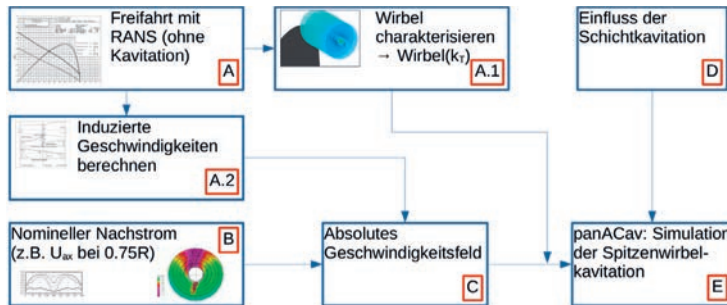 Freifahrt mit
RANS (ohne
Kavitation)
A
Wirbel
charakterisieren
→ Wirbel(kT)
A.1
Einfluss der
Schichtkavitation
D
Induzierte
Geschwindigkeiten
berechnen
A.2
Nomineller Nachstrom
(z.B. Uax bei 0.75R)
B
Absolutes
Geschwindigkeitsfeld
C
panACav: Simulation
der Spitzenwirbel-
kavitation
E